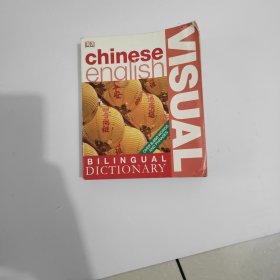 DK
chinese
english
VISUAL
BILINGUAL
DICTIONARY